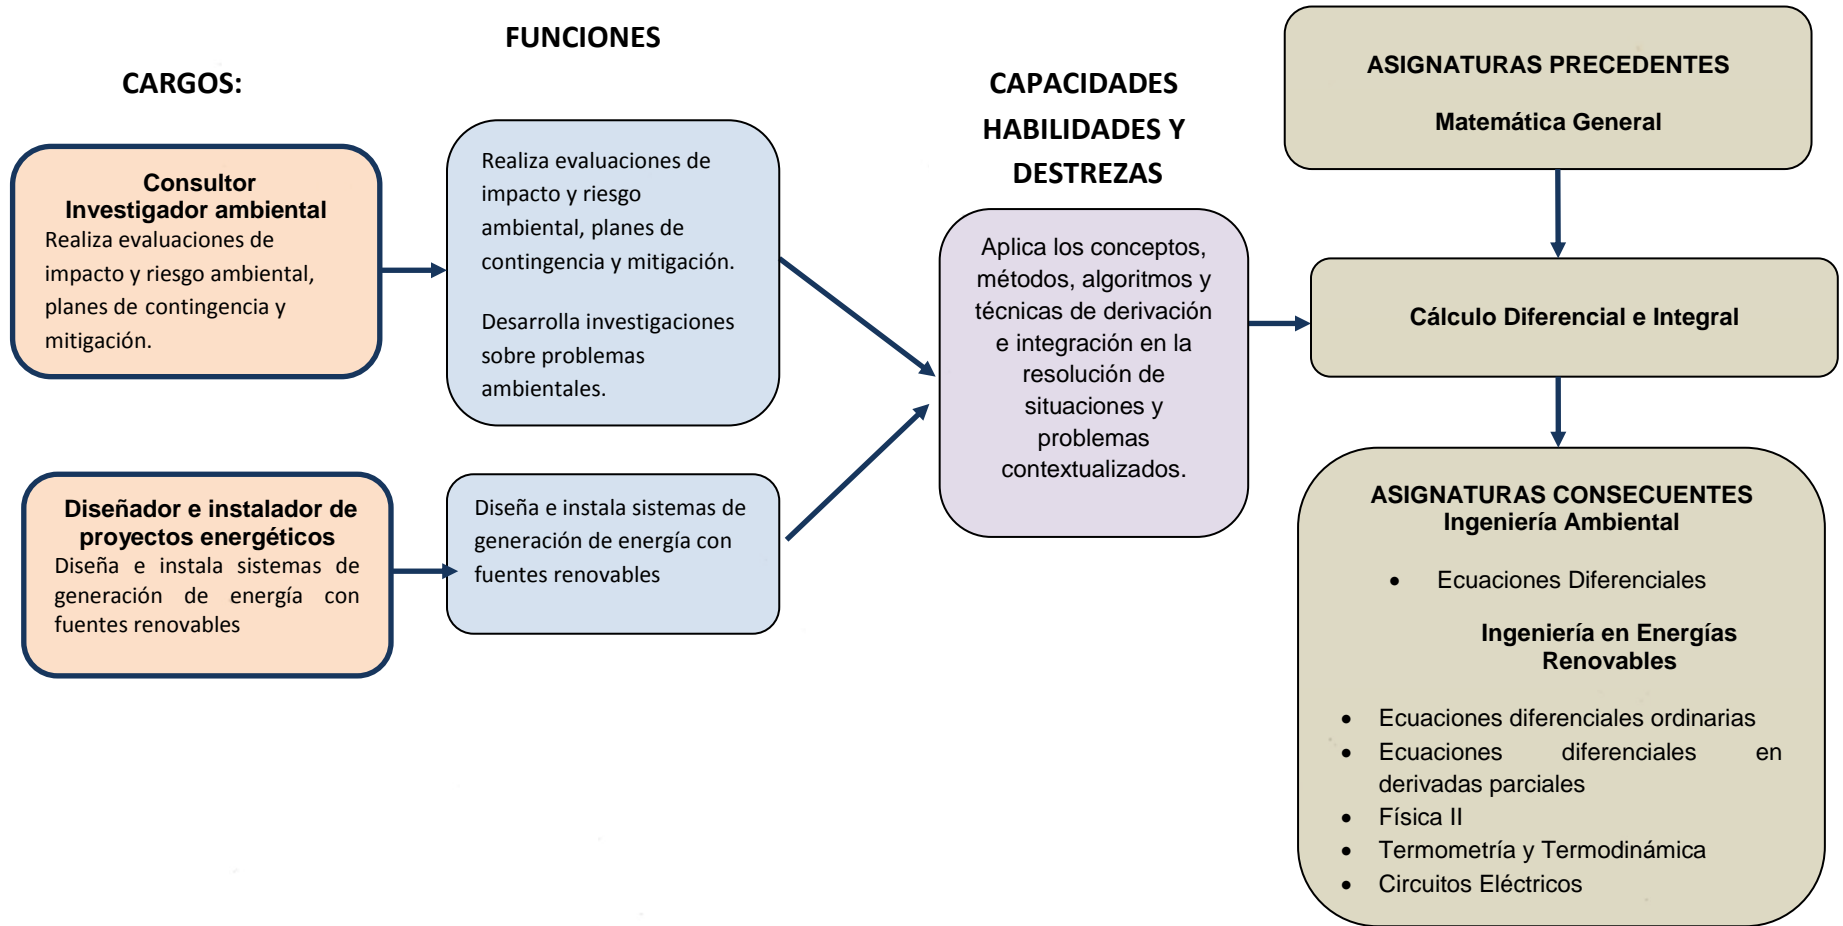 FUNCIONES
CARGOS:
Consultor
Investigador ambiental
Realiza evaluaciones de
impacto y riesgo ambiental,
planes de contingencia y
mitigación.
Diseñador e instalador de
proyectos energéticos
Diseña e instala sistemas de
generación de energía con
fuentes renovables
Realiza evaluaciones de
impacto y riesgo
ambiental, planes de
contingencia y mitigación.
Desarrolla investigaciones
sobre problemas
ambientales.
Diseña e instala sistemas de
generación de energía con
fuentes renovables
CAPACIDADES
HABILIDADES Y
DESTREZAS
Aplica los conceptos,
métodos, algoritmos y
técnicas de derivación
e integración en la
resolución de
situaciones y
problemas
contextualizados.
ASIGNATURAS PRECEDENTES
Matemática General
Cálculo Diferencial e Integral
ASIGNATURAS CONSECUENTES
Ingeniería Ambiental
• Ecuaciones Diferenciales
Ingeniería en Energías
Renovables
• Ecuaciones diferenciales ordinarias
• Ecuaciones diferenciales en
derivadas parciales
• Física II
• Termometría y Termodinámica
• Circuitos Eléctricos